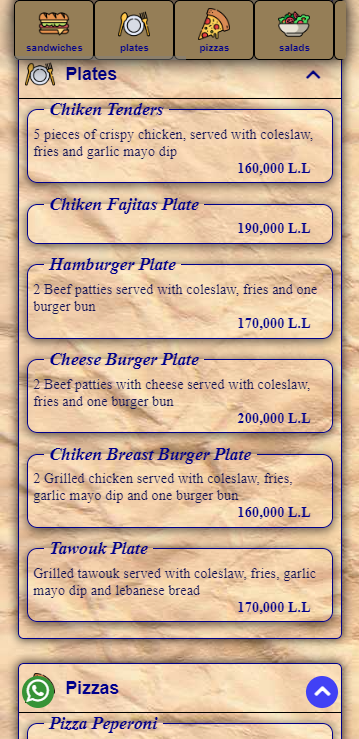 sandwiches plates pizzas salads
Plates
Chiken Tenders
5 pieces of crispy chicken, served with coleslaw,
fries and garlic mayo dip
160,000 L.L
Chiken Fajitas Plate
190,000 L.L
Hamburger Plate
2 Beef patties served with coleslaw, fries and one
burger bun
170,000 L.L
Cheese Burger Plate
2 Beef patties with cheese served with coleslaw,
fries and one burger bun
200,000 L.L
Chiken Breast Burger Plate
2 Grilled chicken served with coleslaw, fries,
garlic mayo dip and one burger bun
160,000 L.L
Tawouk Plate
Grilled tawouk served with coleslaw, fries, garlic
mayo dip and lebanese bread
170,000 L.L
Pizzas
Pizza Peperoni